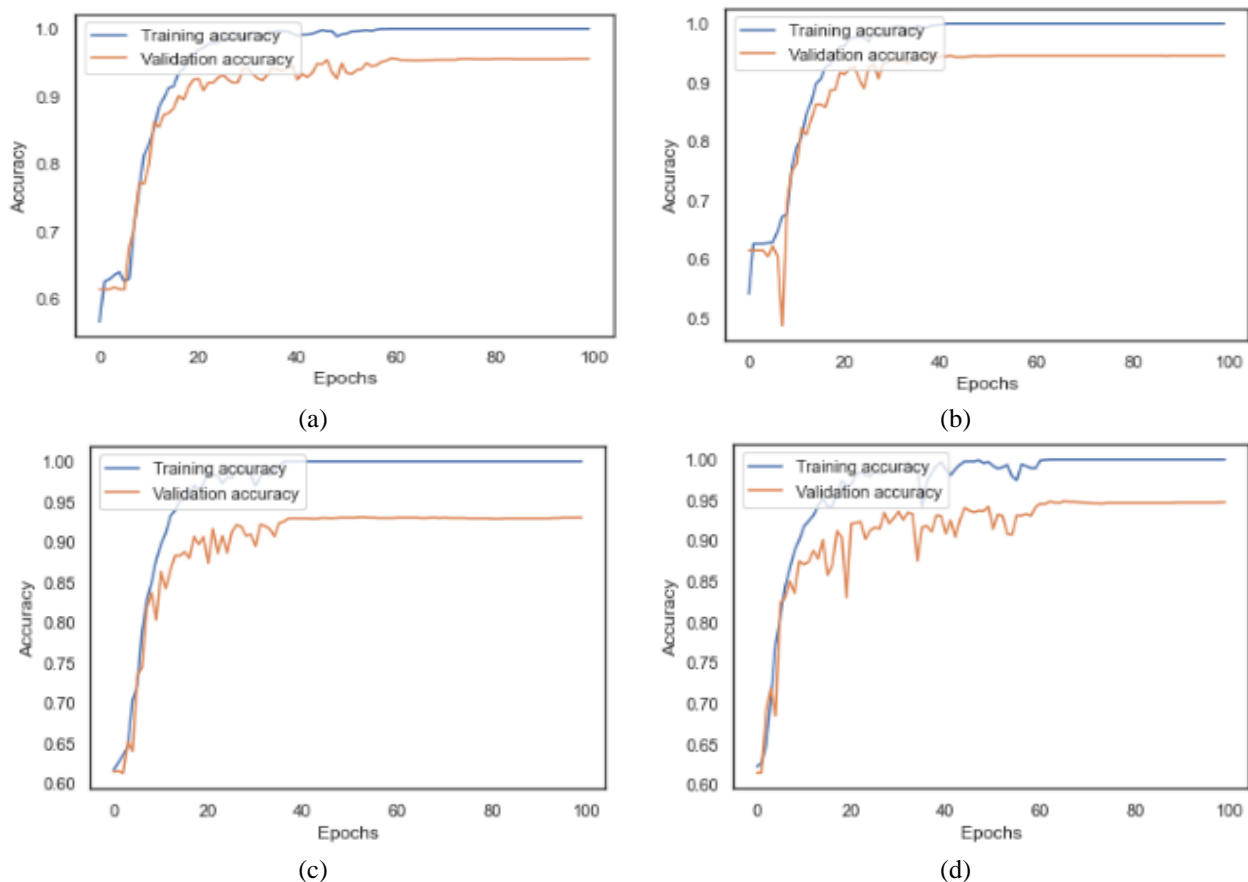 1.0
Training accuracy
Validation accuracy
0.9
0.8
0.7
0.6
Accuracy
0 20 40 60 80 100
Epochs
(a)
1.0
Training accuracy
Validation accuracy
0.9
0.8
0.7
0.6
0.5
Accuracy
0 20 40 60 80 100
Epochs
(b)
1.00
Training accuracy
Validation accuracy
0.95
0.90
0.85
0.80
0.75
0.70
0.65
0.60
Accuracy
0 20 40 60 80 100
Epochs
(c)
1.00
Training accuracy
Validation accuracy
0.95
0.90
0.85
0.80
0.75
0.70
0.65
0.60
Accuracy
0 20 40 60 80 100
Epochs
(d)